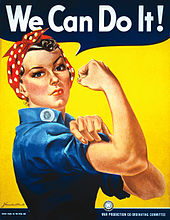 We Can Do It!
WAR PRODUCTION CO-ORDINATING COMMITTEE